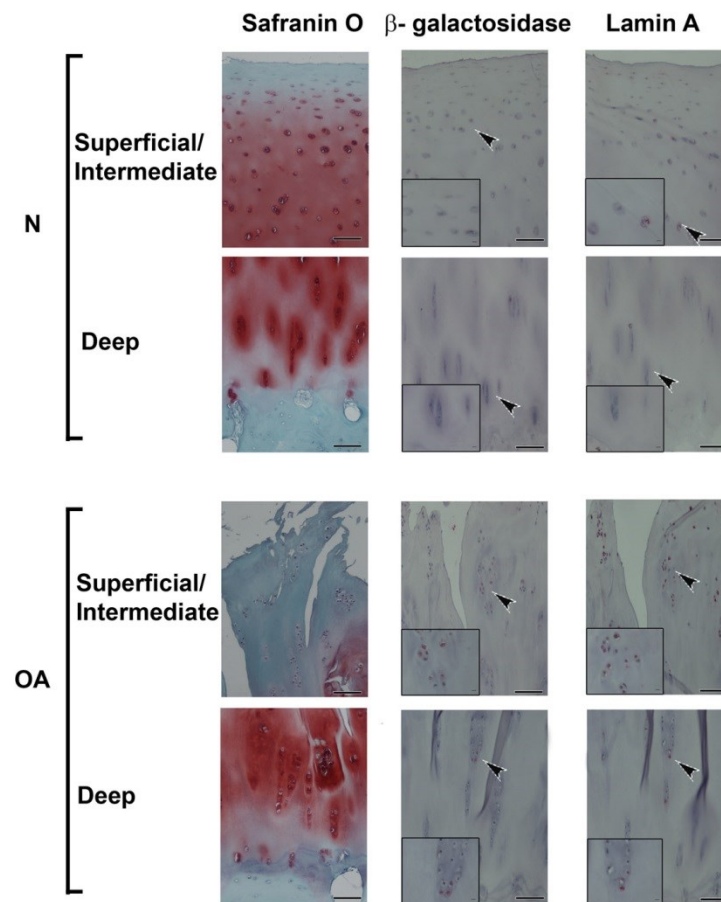 Safranin O β- galactosidase Lamin A
Superficial/
Intermediate
N
Deep
Superficial/
Intermediate
OA
Deep